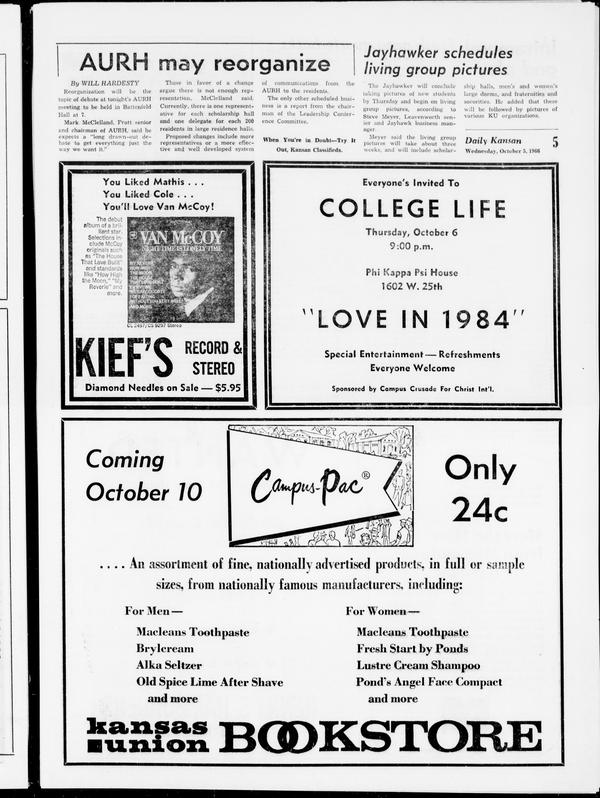 AURH may reorganize
By WILL HARDESTY
Reorganization will be the
topic of debate at tonight's AURH
meeting to be held in Battenfeld
Hall at 7.
Mark McClelland, Pratt senior
and chairman of AURH, said he
expects a "long drawn-out de-
bate to get everything just the
way we want it."
Those in favor of a change
argue there is not enough rep-
resentation, McClelland said.
Currently, there is one represent-
ative for each scholarship hall
and one delegate for each 200
residents in large residence halls.
Proposed changes include more
representatives or a more effec-
tive and well developed system
of communications from the
AURH to the residents.
The only other scheduled busi-
ness is a report from the chair-
man of the Leadership Confer-
ence Committee.
When You're in Doubt—Try It
Out, Kansan Classifieds.
Jayhawker schedules
living group pictures
The Jayhawker will conclude
taking pictures of new students
by Thursday and begin on living
group pictures, according to
Steve Meyer, Leavenworth sen-
ior and Jayhawk business man-
ager.
Meyer said the living group
pictures will take about three
weeks, and will include scholar-
ship halls, men's and women's
large dorms, and fraternities and
sororities. He added that these
will be followed by pictures of
various KU organizations.
Daily Kansan
5
Wednesday, October 5, 1966
You Liked Mathis . . .
You Liked Cole . . .
You'll Love Van McCoy!
The debut
album of a bril-
liant star.
Selections in-
clude McCoy
originals such
as "The House
That Love Built"
and standards
like "How High
the Moon," "My
Reverie" and
more.
VAN McCOY
NIGHT TIME IS LONELY TIME
CL 2497/CS 9297 Stereo
KIEF'S RECORD &
STEREO
Diamond Needles on Sale — $5.95
Everyone's Invited To
COLLEGE LIFE
Thursday, October 6
9:00 p.m.
Phi Kappa Psi House
1602 W. 25th
"LOVE IN 1984"
Special Entertainment — Refreshments
Everyone Welcome
Sponsored by Campus Crusade For Christ Int'l.
Coming
October 10
Campus-Pac®
Only
24c
. . . . An assortment of fine, nationally advertised products, in full or sample
sizes, from nationally famous manufacturers, including:
For Men—
Macleans Toothpaste
Brylcream
Alka Seltzer
Old Spice Lime After Shave
and more
For Women—
Macleans Toothpaste
Fresh Start by Ponds
Lustre Cream Shampoo
Pond's Angel Face Compact
and more
kansas
union BOOKSTORE